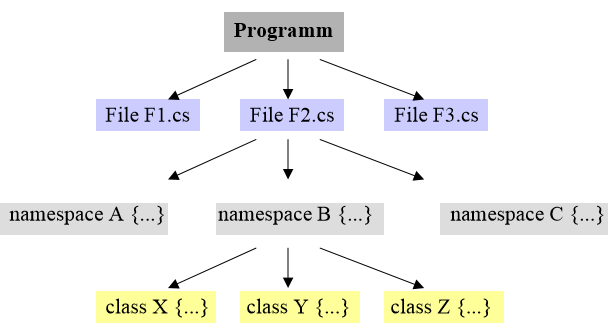 Programm
File F1.cs
File F2.cs
File F3.cs
namespace A {...}
namespace B {...}
namespace C {...}
class X {...}
class Y {...}
class Z {...}